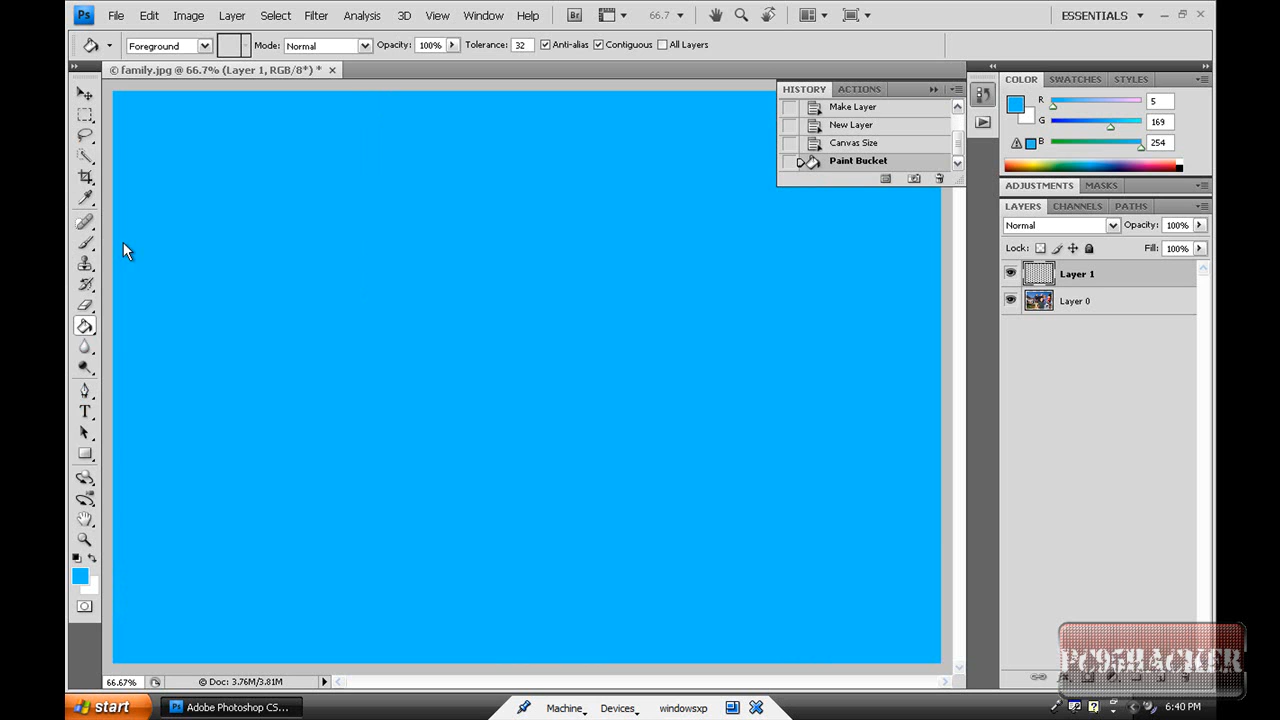 Ps File Edit Image Layer Select Filter Analysis 3D View Window Help Br 66.7 ESSENTIALS
Foreground Mode: Normal Opacity: 100% Tolerance: 32 Anti-alias Contiguous All Layers
© family.jpg @ 66.7% (Layer 1, RGB/8*) *
HISTORY ACTIONS
Make Layer
New Layer
Canvas Size
Paint Bucket
COLOR SWATCHES STYLES
R 5
G 169
B 254
ADJUSTMENTS MASKS
LAYERS CHANNELS PATHS
Normal Opacity: 100%
Lock: Fill: 100%
Layer 1
Layer 0
T
66.67% © Doc: 3.76M/3.81M
start Ps Adobe Photoshop CS... Machine Devices windowsxp 6:40 PM